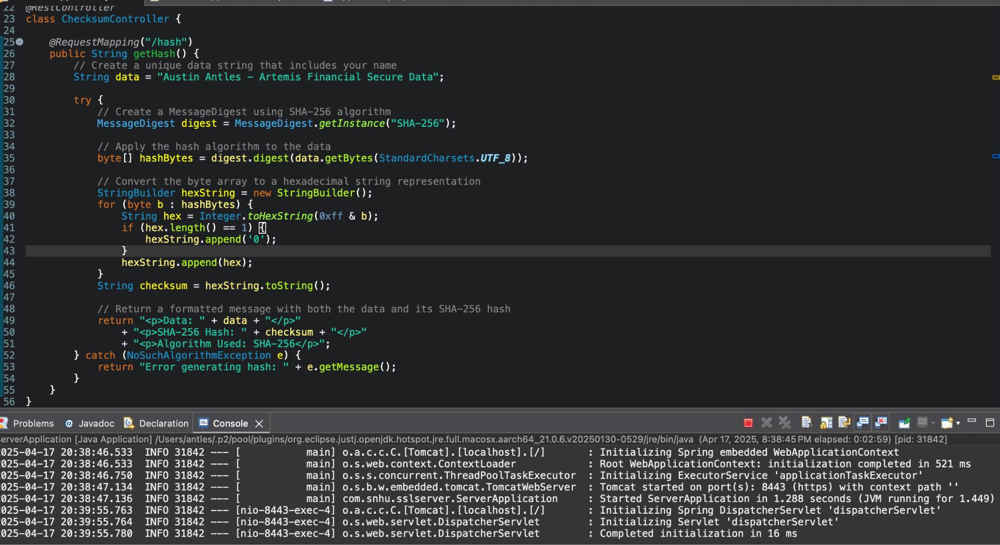 22 @RestController
23 class ChecksumController {
24
25 @RequestMapping("/hash")
26 public String getHash() {
27 // Create a unique data string that includes your name
28 String data = "Austin Antles – Artemis Financial Secure Data";
29
30 try {
31 // Create a MessageDigest using SHA-256 algorithm
32 MessageDigest digest = MessageDigest.getInstance("SHA-256");
33
34 // Apply the hash algorithm to the data
35 byte[] hashBytes = digest.digest(data.getBytes(StandardCharsets.UTF_8));
36
37 // Convert the byte array to a hexadecimal string representation
38 StringBuilder hexString = new StringBuilder();
39 for (byte b : hashBytes) {
40 String hex = Integer.toHexString(0xff & b);
41 if (hex.length() == 1) {
42 hexString.append('0');
43 }
44 hexString.append(hex);
45 }
46 String checksum = hexString.toString();
47
48 // Return a formatted message with both the data and its SHA-256 hash
49 return "<p>Data: " + data + "</p>"
50 + "<p>SHA-256 Hash: " + checksum + "</p>"
51 + "<p>Algorithm Used: SHA-256</p>";
52 } catch (NoSuchAlgorithmException e) {
53 return "Error generating hash: " + e.getMessage();
54 }
55 }
56 }
Problems @ Javadoc Declaration Console
ServerApplication [Java Application] /Users/antles/.p2/pool/plugins/org.eclipse.justj.openjdk.hotspot.jre.full.macosx.aarch64_21.0.6.v20250130-0529/jre/bin/java (Apr 17, 2025, 8:38:45 PM elapsed: 0:02:59) [pid: 31842]
025-04-17 20:38:46.533 INFO 31842 --- [ main] o.a.c.c.C.[Tomcat].[localhost].[/] : Initializing Spring embedded WebApplicationContext
025-04-17 20:38:46.533 INFO 31842 --- [ main] o.s.web.context.ContextLoader : Root WebApplicationContext: initialization completed in 521 ms
025-04-17 20:38:46.750 INFO 31842 --- [ main] o.s.s.concurrent.ThreadPoolTaskExecutor : Initializing ExecutorService 'applicationTaskExecutor'
025-04-17 20:38:47.134 INFO 31842 --- [ main] o.s.b.w.embedded.tomcat.TomcatWebServer : Tomcat started on port(s): 8443 (https) with context path ''
025-04-17 20:38:47.136 INFO 31842 --- [ main] com.snhu.sslserver.ServerApplication : Started ServerApplication in 1.288 seconds (JVM running for 1.449)
025-04-17 20:39:55.763 INFO 31842 --- [nio-8443-exec-4] o.a.c.c.C.[Tomcat].[localhost].[/] : Initializing Spring DispatcherServlet 'dispatcherServlet'
025-04-17 20:39:55.764 INFO 31842 --- [nio-8443-exec-4] o.s.web.servlet.DispatcherServlet : Initializing Servlet 'dispatcherServlet'
025-04-17 20:39:55.780 INFO 31842 --- [nio-8443-exec-4] o.s.web.servlet.DispatcherServlet : Completed initialization in 16 ms